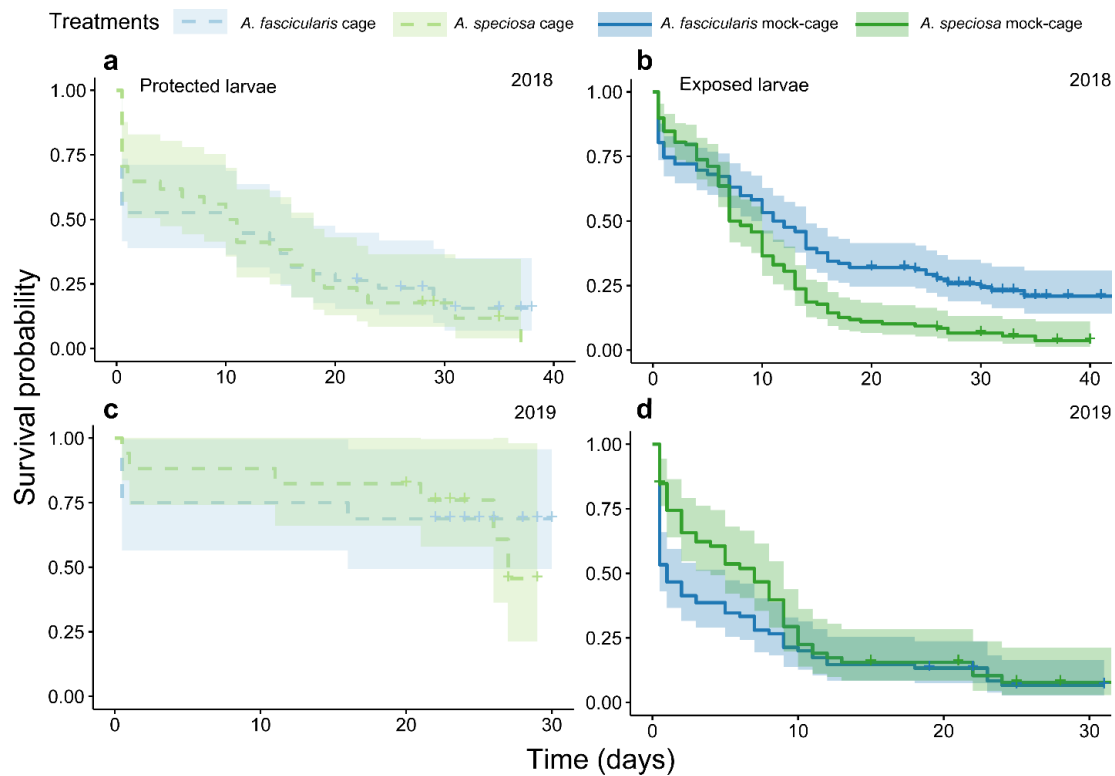 Treatments A. fascicularis cage A. speciosa cage A. fascicularis mock-cage A. speciosa mock-cage
a b
Protected larvae 2018 Exposed larvae 2018
1.00 1.00
0.75 0.75
0.50 0.50
0.25 0.25
0.00 0.00
0 10 20 30 40 0 10 20 30 40
c 2019 d 2019
1.00 1.00
0.75 0.75
0.50 0.50
0.25 0.25
0.00 0.00
0 10 20 30 0 10 20 30
Survival probability
Time (days)